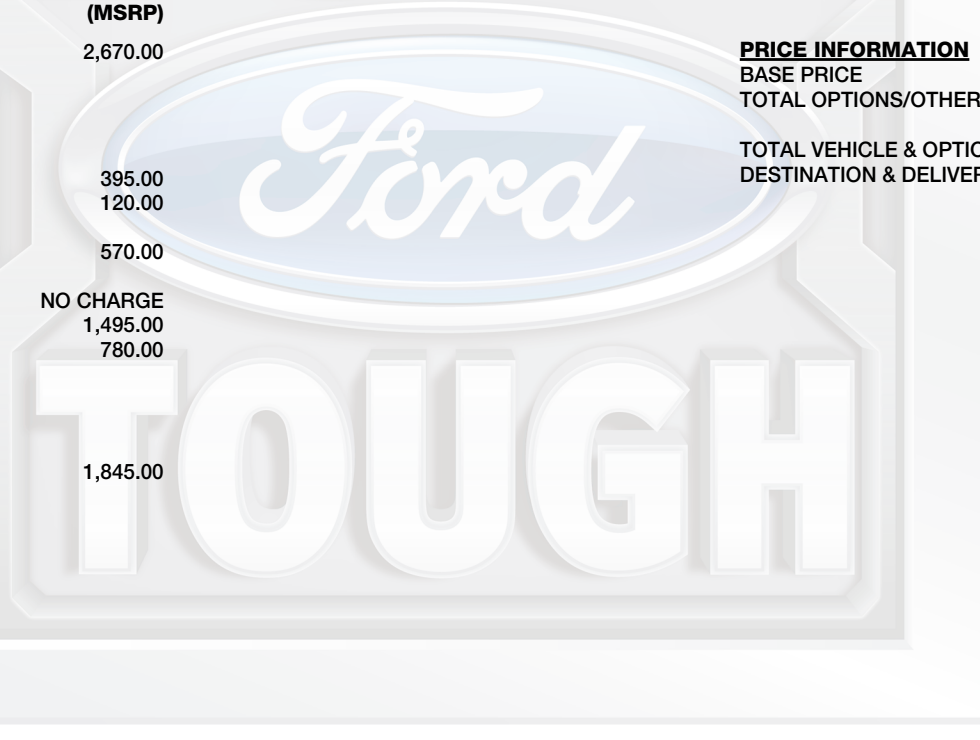 (MSRP)
2,670.00
395.00
120.00
570.00
NO CHARGE
1,495.00
780.00
1,845.00
PRICE INFORMATION
BASE PRICE
TOTAL OPTIONS/OTHER
TOTAL VEHICLE & OPTIO
DESTINATION & DELIVER
Ford
TOUGH